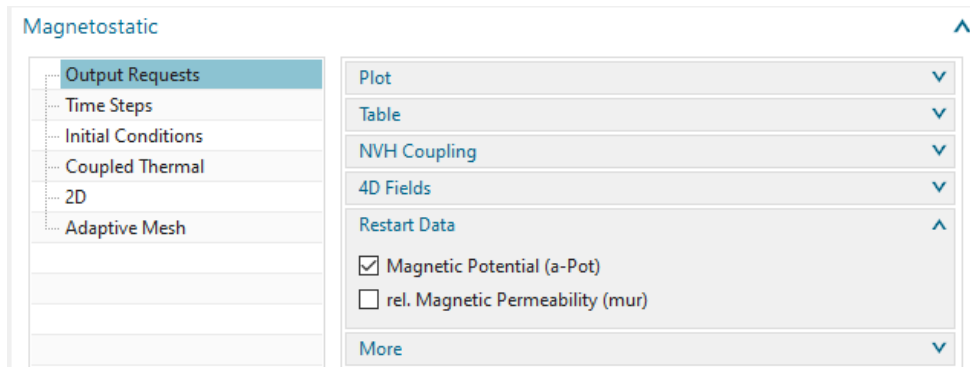 Magnetostatic
Output Requests
Time Steps
Initial Conditions
Coupled Thermal
2D
Adaptive Mesh
Plot
Table
NVH Coupling
4D Fields
Restart Data
Magnetic Potential (a-Pot)
rel. Magnetic Permeability (mur)
More